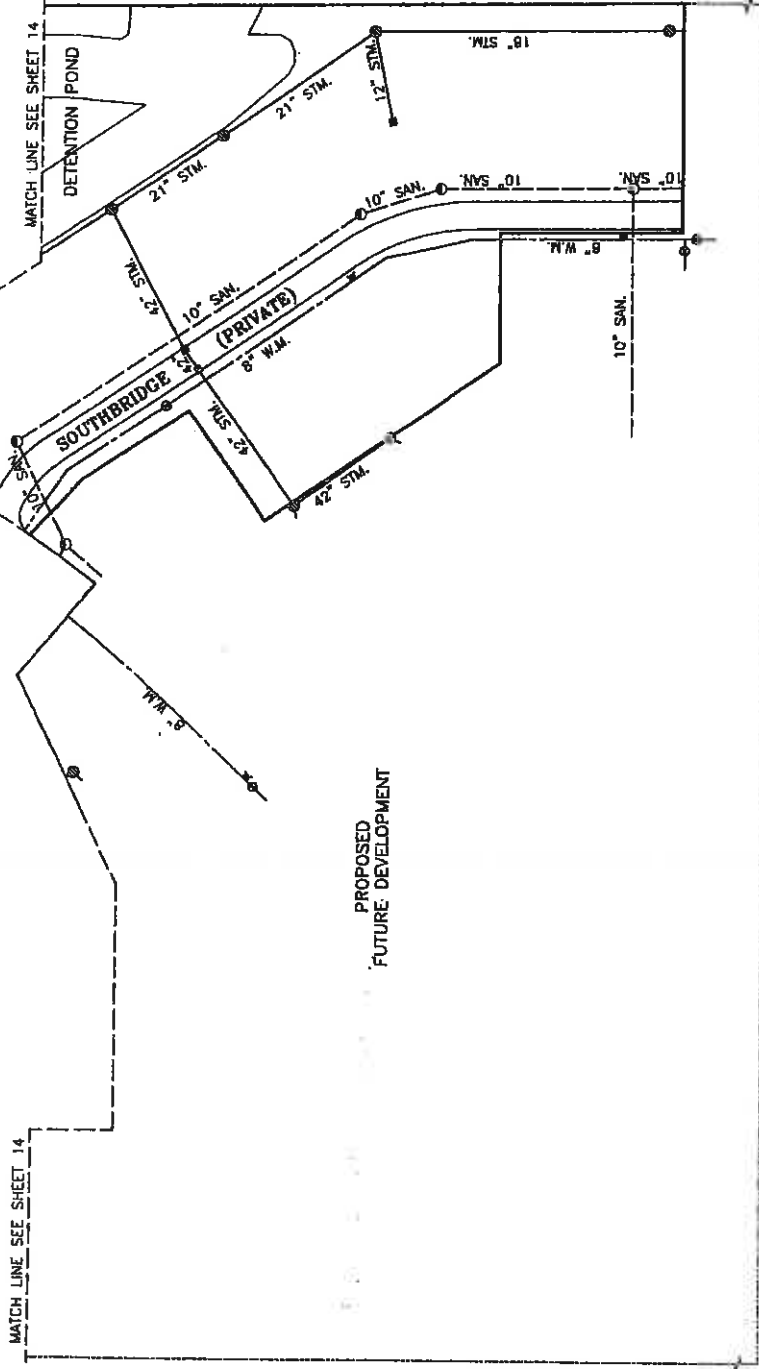 MATCH LINE SEE SHEET 14
DETENTION POND
18" STM.
12" STM.
21" STM.
21" STM.
42" STM.
42"
42" STM.
42" STM.
10" SAN.
10" SAN.
10" SAN.
10" SAN.
10" SAN.
10" SAN.
SOUTHBRIDGE
(PRIVATE)
8" W.M.
8" W.M.
8" W.M.
PROPOSED
FUTURE DEVELOPMENT
MATCH LINE SEE SHEET 14